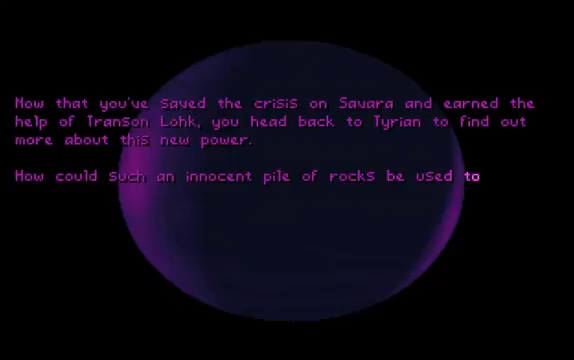 Now that you've saved the crisis on Savara and earned the
help of Transon Lohk, you head back to Tyrian to find out
more about this new power.
How could such an innocent pile of rocks be used to